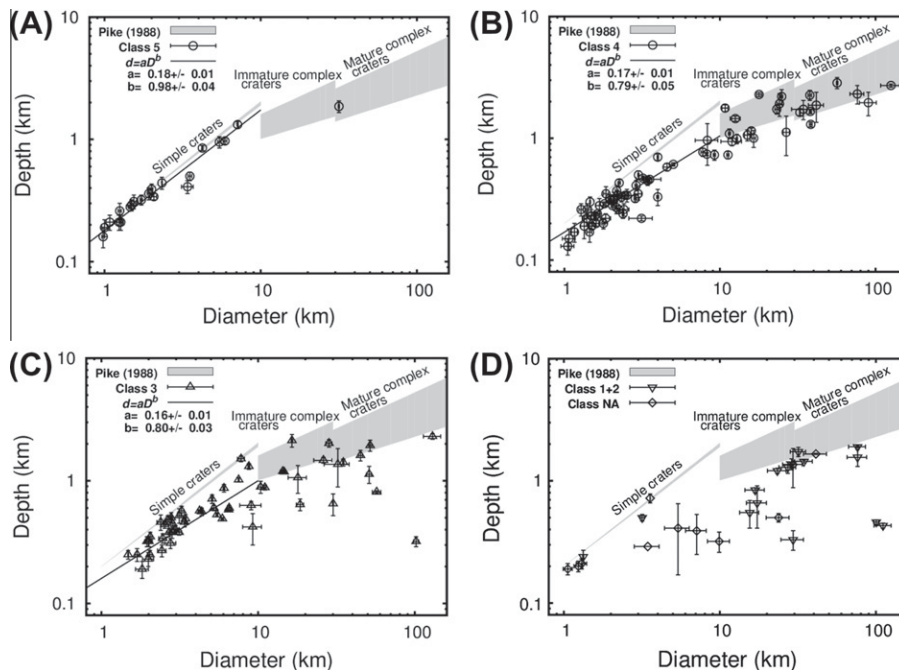 (A)
Pike (1988)
Class 5
d=aD^b
a= 0.18+/- 0.01
b= 0.98+/- 0.04
Simple craters
Immature complex
craters
Mature complex
craters
10
1
0.1
Depth (km)
1 10 100
Diameter (km)
(B)
Pike (1988)
Class 4
d=aD^b
a= 0.17+/- 0.01
b= 0.79+/- 0.05
Simple craters
Immature complex
craters
Mature complex
craters
10
1
0.1
Depth (km)
1 10 100
Diameter (km)
(C)
Pike (1988)
Class 3
d=aD^b
a= 0.16+/- 0.01
b= 0.80+/- 0.03
Simple craters
Immature complex
craters
Mature complex
craters
10
1
0.1
Depth (km)
1 10 100
Diameter (km)
(D)
Pike (1988)
Class 1+2
Class NA
Simple craters
Immature complex
craters
Mature complex
craters
10
1
0.1
Depth (km)
1 10 100
Diameter (km)